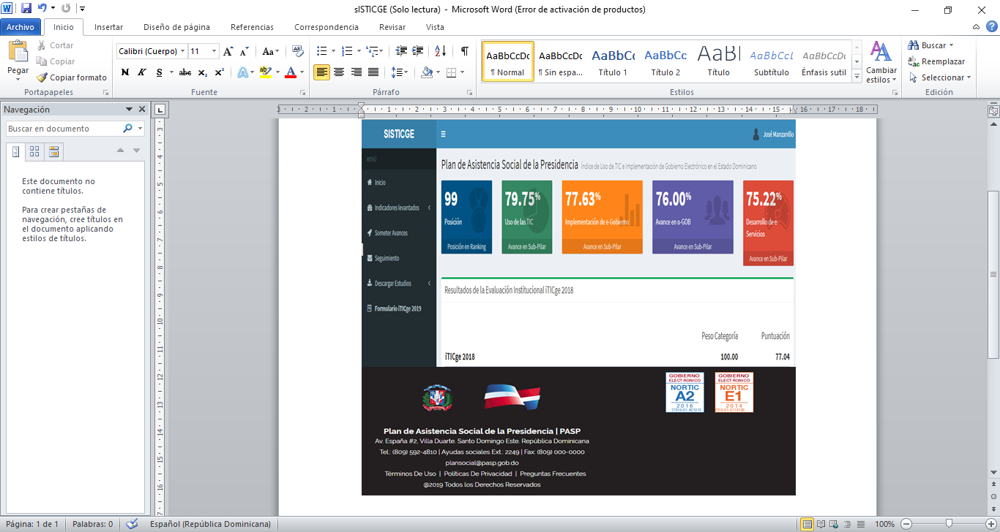 sISTICGE (Solo lectura) - Microsoft Word (Error de activación de productos)
Archivo Inicio Insertar Diseño de página Referencias Correspondencia Revisar Vista
Pegar
Cortar
Copiar
Copiar formato
Portapapeles
Calibri (Cuerpo) 11
N K S abc x₂ x²
Fuente
Párrafo
AaBbCcDc AaBbCcDc AaBbCc AaBbCc AaBl AaBbCcL AaBbCcDc
¶ Normal ¶ Sin espa... Título 1 Título 2 Título Subtítulo Énfasis sutil
Cambiar estilos
Estilos
Buscar
Reemplazar
Seleccionar
Edición
Navegación
Buscar en documento
Este documento no
contiene títulos.
Para crear pestañas de
navegación, cree títulos en
el documento aplicando
estilos de títulos.
SISTICGE
José Manzanillo
MENÚ
Inicio
Indicadores levantados
Someter Avances
Seguimiento
Descargar Estudios
Formulario iTICge 2019
Plan de Asistencia Social de la Presidencia Índice de Uso de TIC e Implementación de Gobierno Electrónico en el Estado Dominicano
99
Posición
Posición en Ranking
79.75%
Uso de las TIC
Avance en Sub-Pilar
77.63%
Implementación de e-Gobierno
Avance en Sub-Pilar
76.00%
Avance en o-GOB
Avance en Sub-Pilar
75.22%
Desarrollo de e-
Servicios
Avance en Sub-Pilar
Resultados de la Evaluación Institucional iTICge 2018
Peso Categoría Puntuación
iTICge 2018 100.00 77.04
GOBIERNO
ELECTRONICO
NORTIC
A2
2016
GOBIERNO
ELECTRONICO
NORTIC
E1
2014
Plan de Asistencia Social de la Presidencia | PASP
Av. España #2, Villa Duarte. Santo Domingo Este. República Dominicana
Tel.: (809) 592-4810 | Ayudas sociales Ext.: 2249 | Fax: (809) 000-0000
plansocial@pasp.gob.do
Términos De Uso | Políticas De Privacidad | Preguntas Frecuentes
@2019 Todos los Derechos Reservados
Página: 1 de 1 Palabras: 0 Español (República Dominicana) 100%